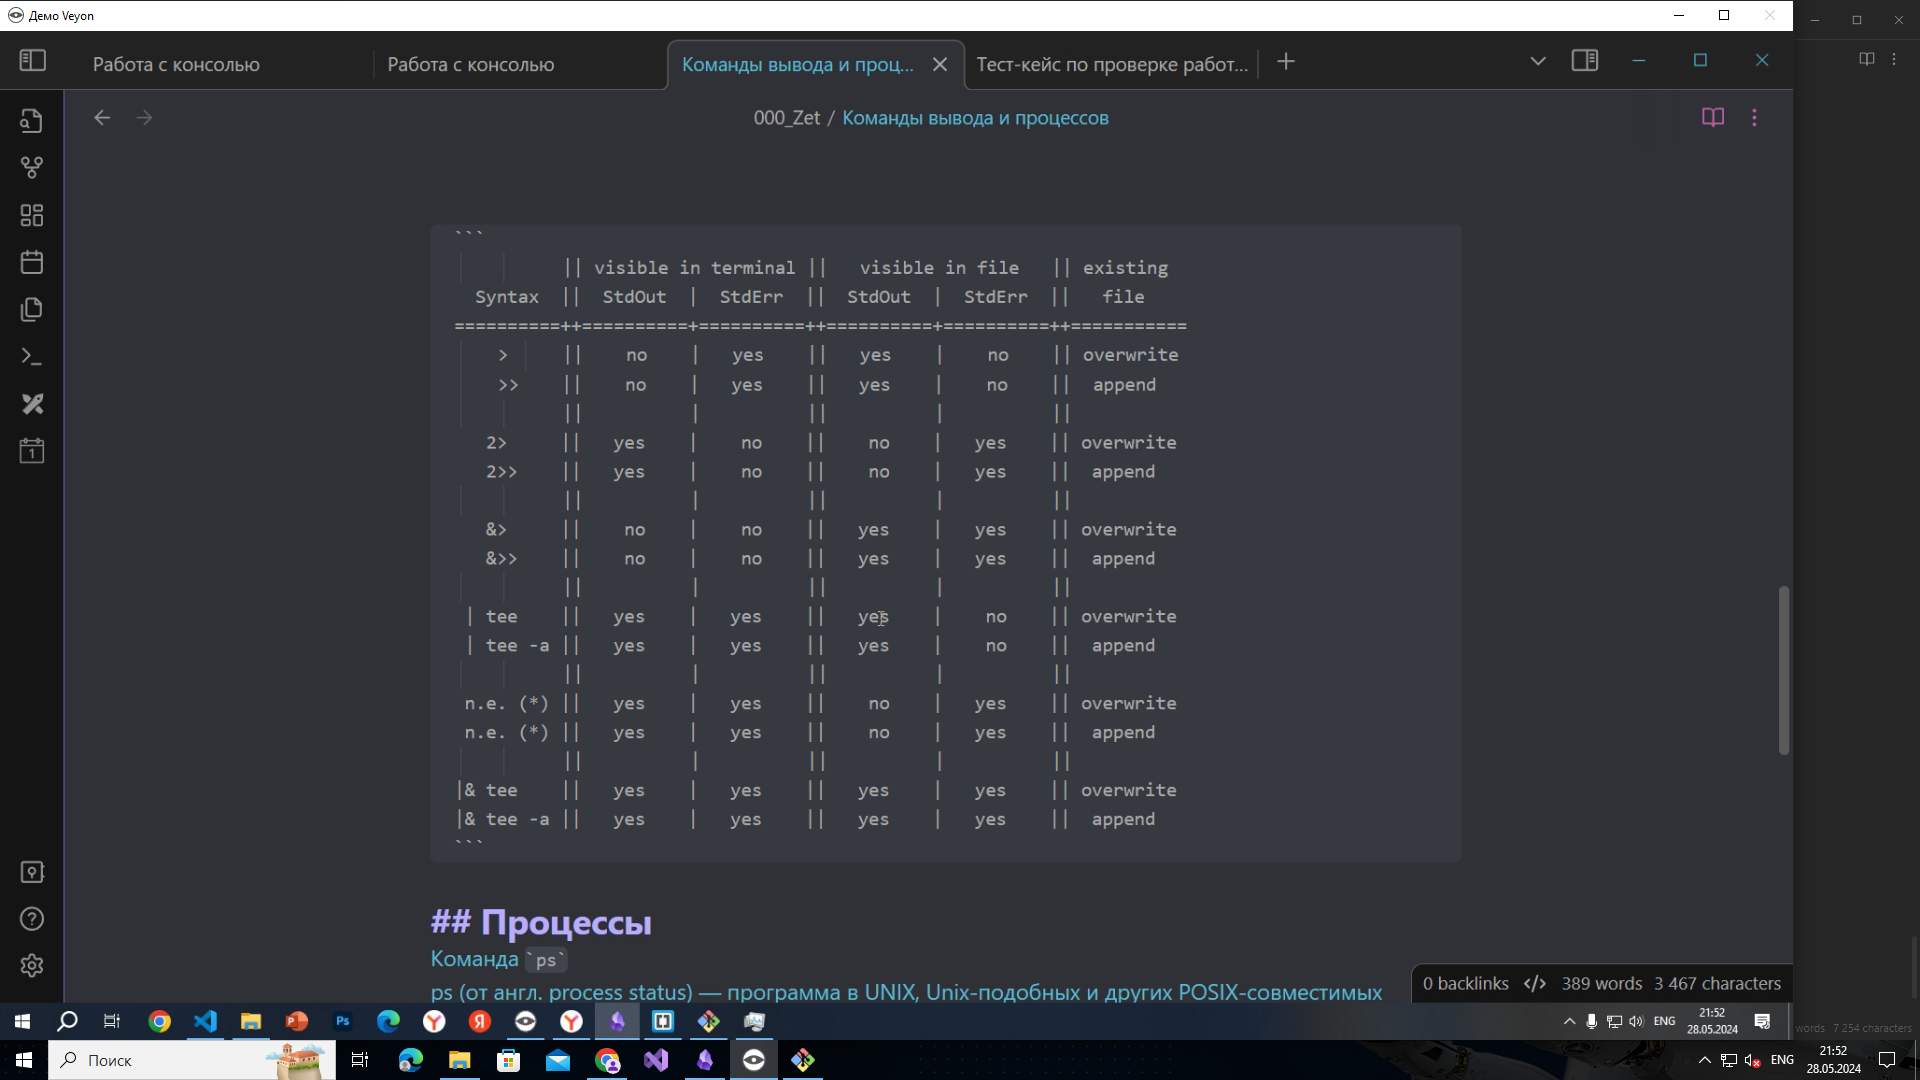 Демо Veyon
Работа с консолью
Работа с консолью
Команды вывода и проц...
Тест-кейс по проверке работ...
000_Zet / Команды вывода и процессов
```
|| visible in terminal ||   visible in file   || existing
  Syntax  ||  StdOut  |  StdErr  ||  StdOut  |  StdErr  ||   file
==========++==========+==========++==========+==========++===========
    >     ||    no    |   yes    ||   yes    |    no    || overwrite
    >>    ||    no    |   yes    ||   yes    |    no    ||  append
          ||          |          ||          |          ||
   2>     ||   yes    |    no    ||    no    |   yes    || overwrite
   2>>    ||   yes    |    no    ||    no    |   yes    ||  append
          ||          |          ||          |          ||
   &>     ||    no    |    no    ||   yes    |   yes    || overwrite
   &>>    ||    no    |    no    ||   yes    |   yes    ||  append
          ||          |          ||          |          ||
 | tee    ||   yes    |   yes    ||   yes    |    no    || overwrite
 | tee -a ||   yes    |   yes    ||   yes    |    no    ||  append
          ||          |          ||          |          ||
 n.e. (*) ||   yes    |   yes    ||    no    |   yes    || overwrite
 n.e. (*) ||   yes    |   yes    ||    no    |   yes    ||  append
          ||          |          ||          |          ||
|& tee    ||   yes    |   yes    ||   yes    |   yes    || overwrite
|& tee -a ||   yes    |   yes    ||   yes    |   yes    ||  append
```
## Процессы
Команда `ps`
ps (от англ. process status) — программа в UNIX, Unix-подобных и других POSIX-совместимых
0 backlinks </> 389 words 3 467 characters
ENG
21:52
28.05.2024
words 7 254 characters
Поиск
ENG
21:52
28.05.2024